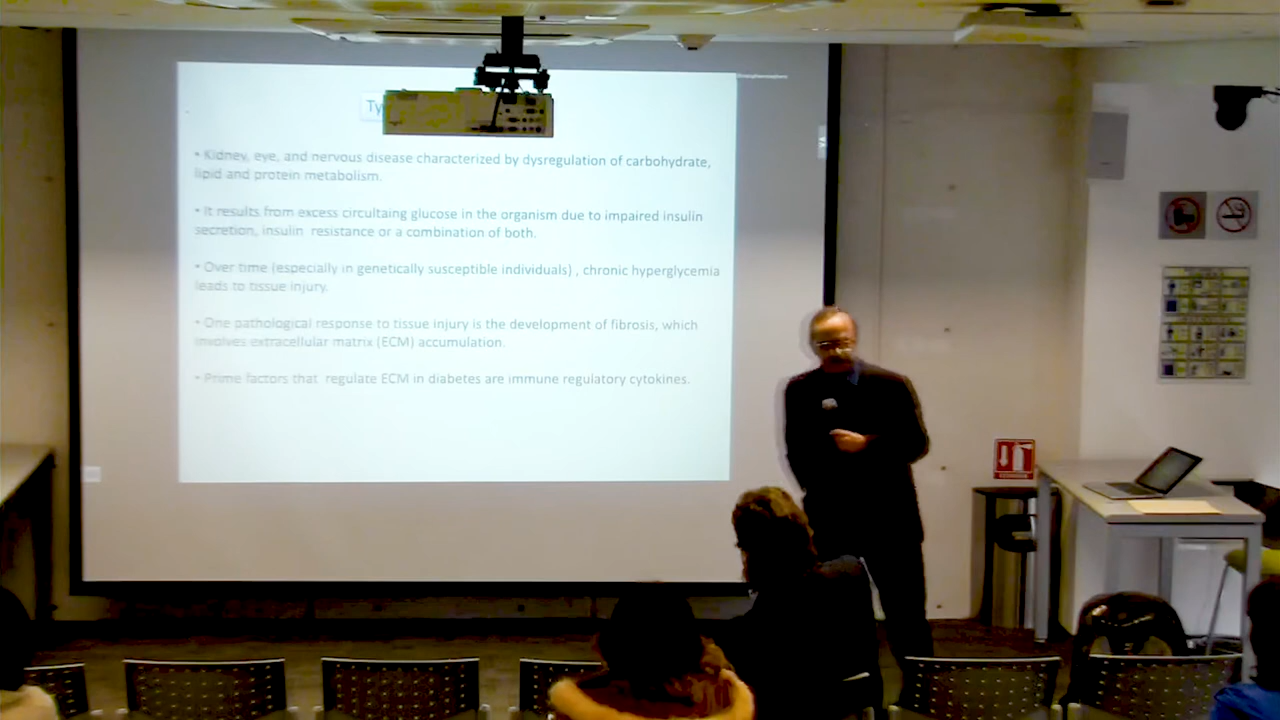 Ty
• Kidney, eye, and nervous disease characterized by dysregulation of carbohydrate,
lipid and protein metabolism.
• It results from excess circultaing glucose in the organism due to impaired insulin
secretion, insulin resistance or a combination of both.
• Over time (especially in genetically susceptible individuals) , chronic hyperglycemia
leads to tissue injury.
• One pathological response to tissue injury is the development of fibrosis, which
involves extracellular matrix (ECM) accumulation.
• Prime factors that regulate ECM in diabetes are immune regulatory cytokines.